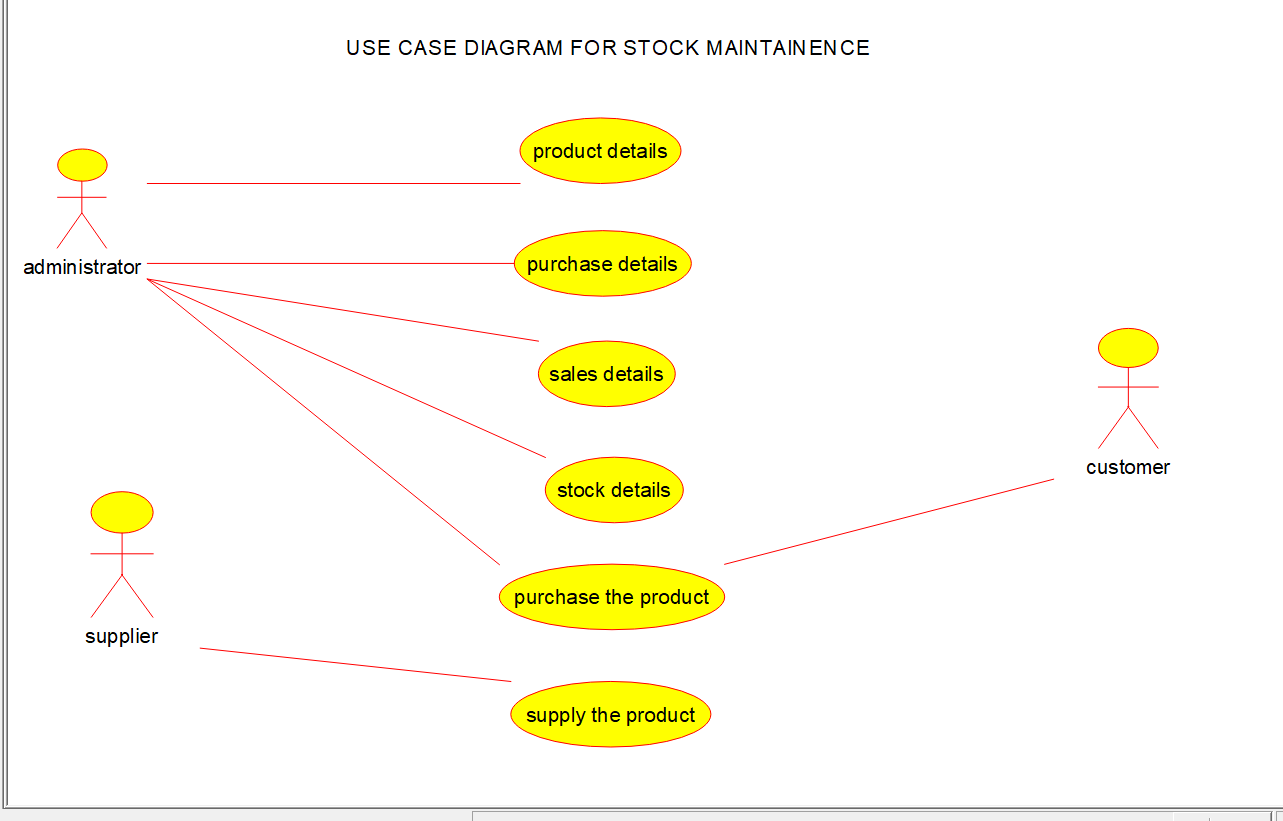 USE CASE DIAGRAM FOR STOCK MAINTAINENCE
product details
administrator
purchase details
sales details
customer
stock details
purchase the product
supplier
supply the product